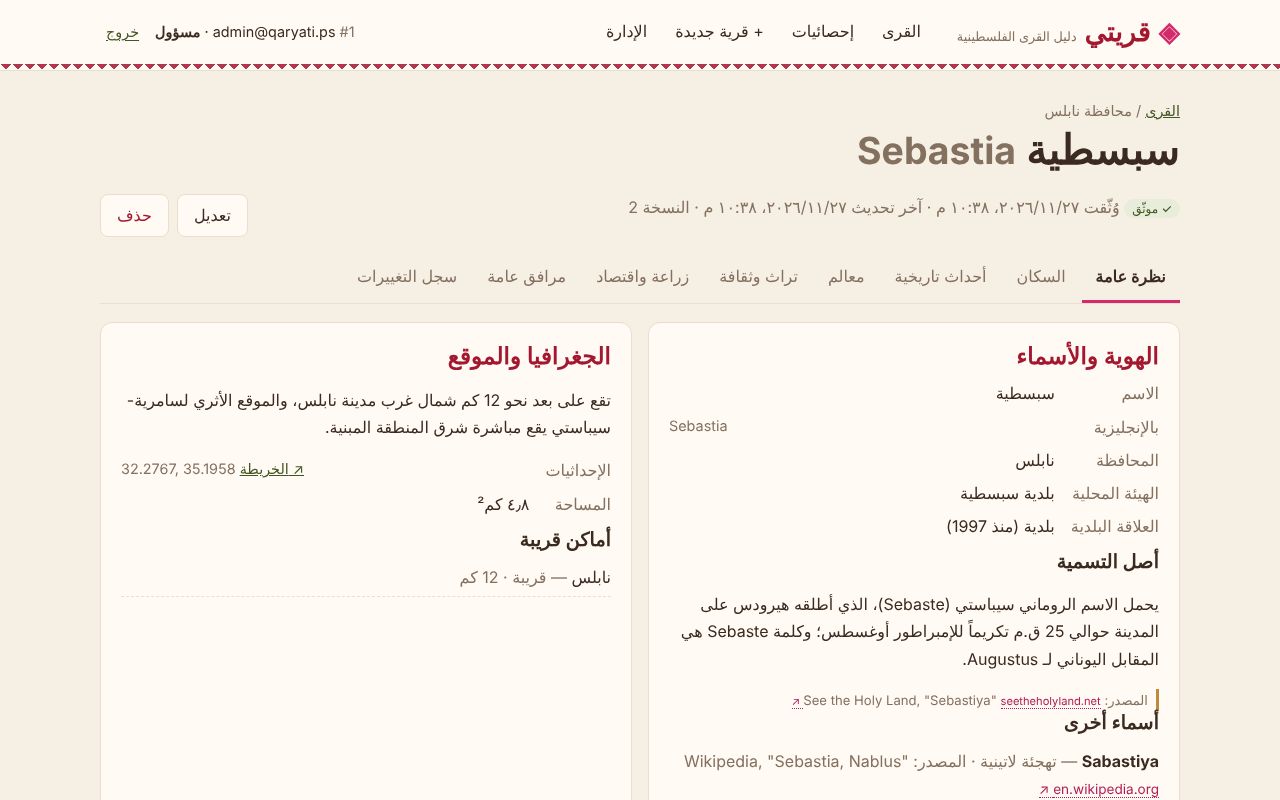 قريتي دليل القرى الفلسطينية
القرى إحصائيات + قرية جديدة الإدارة
admin@qaryati.ps #1 · مسؤول خروج
القرى / محافظة نابلس
سبسطية Sebastia
✓ موثّق وُثّقت ٢٠٢٦/١١/٢٧، ١٠:٣٨ م · آخر تحديث ٢٠٢٦/١١/٢٧، ١٠:٣٨ م · النسخة 2
تعديل حذف
نظرة عامة السكان أحداث تاريخية معالم تراث وثقافة زراعة واقتصاد مرافق عامة سجل التغييرات
الهوية والأسماء
الاسم سبسطية
بالإنجليزية Sebastia
المحافظة نابلس
الهيئة المحلية بلدية سبسطية
العلاقة البلدية بلدية (منذ 1997)
أصل التسمية
يحمل الاسم الروماني سيباستي (Sebaste)، الذي أطلقه هيرودس على
المدينة حوالي 25 ق.م تكريماً للإمبراطور أوغسطس؛ وكلمة Sebaste هي
المقابل اليوناني لـ Augustus.
المصدر: See the Holy Land, "Sebastiya" seetheholyland.net ↗
أسماء أخرى
Sabastiya — تهجئة لاتينية · المصدر: Wikipedia, "Sebastia, Nablus"
en.wikipedia.org ↗
الجغرافيا والموقع
تقع على بعد نحو 12 كم شمال غرب مدينة نابلس، والموقع الأثري لسامرية-
سيباستي يقع مباشرة شرق المنطقة المبنية.
الإحداثيات 32.2767, 35.1958 الخريطة ↗
المساحة ٤٫٨ كم²
أماكن قريبة
نابلس — قريبة · 12 كم